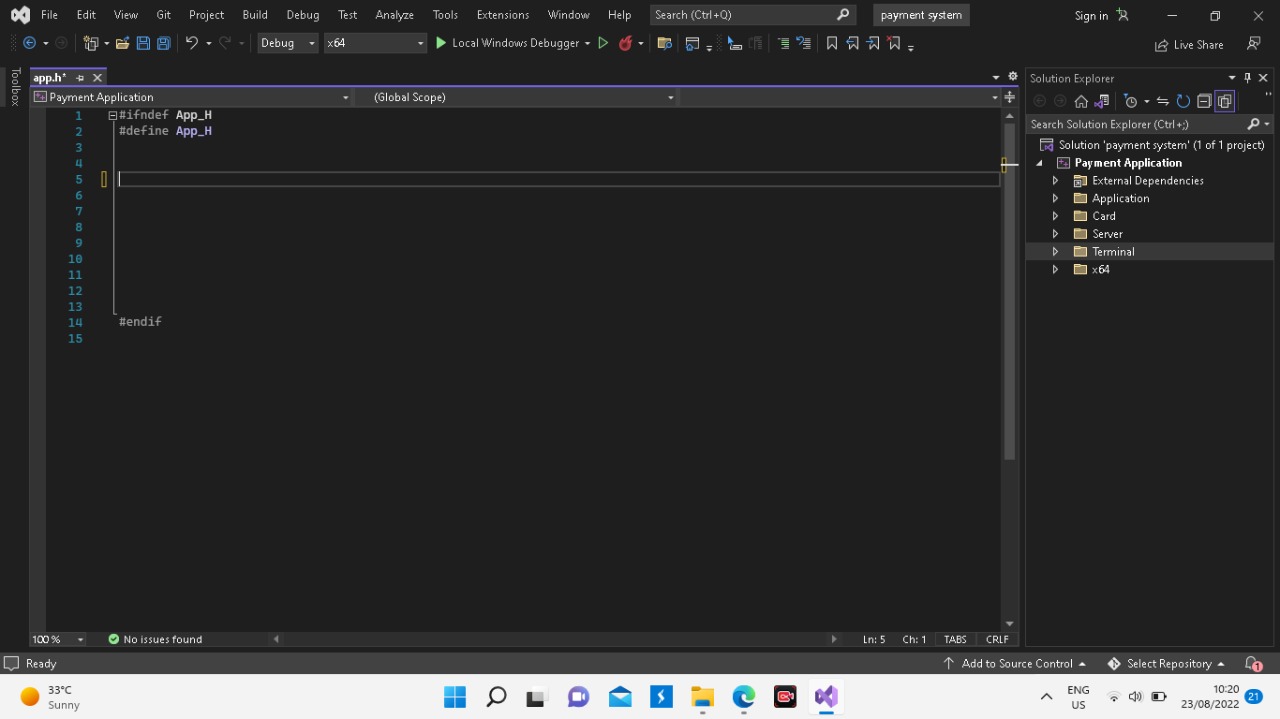 File Edit View Git Project Build Debug Test Analyze Tools Extensions Window Help Search (Ctrl+Q) payment system Sign in
Debug x64 Local Windows Debugger Live Share
Toolbox
app.h*
Payment Application (Global Scope)
1 #ifndef App_H
2 #define App_H
3
4
5
6
7
8
9
10
11
12
13
14 #endif
15
100 % No issues found Ln: 5 Ch: 1 TABS CRLF
Solution Explorer
Search Solution Explorer (Ctrl+;)
Solution 'payment system' (1 of 1 project)
Payment Application
External Dependencies
Application
Card
Server
Terminal
x64
Ready Add to Source Control Select Repository 1
33°C
Sunny
ENG
US
10:20
23/08/2022
21